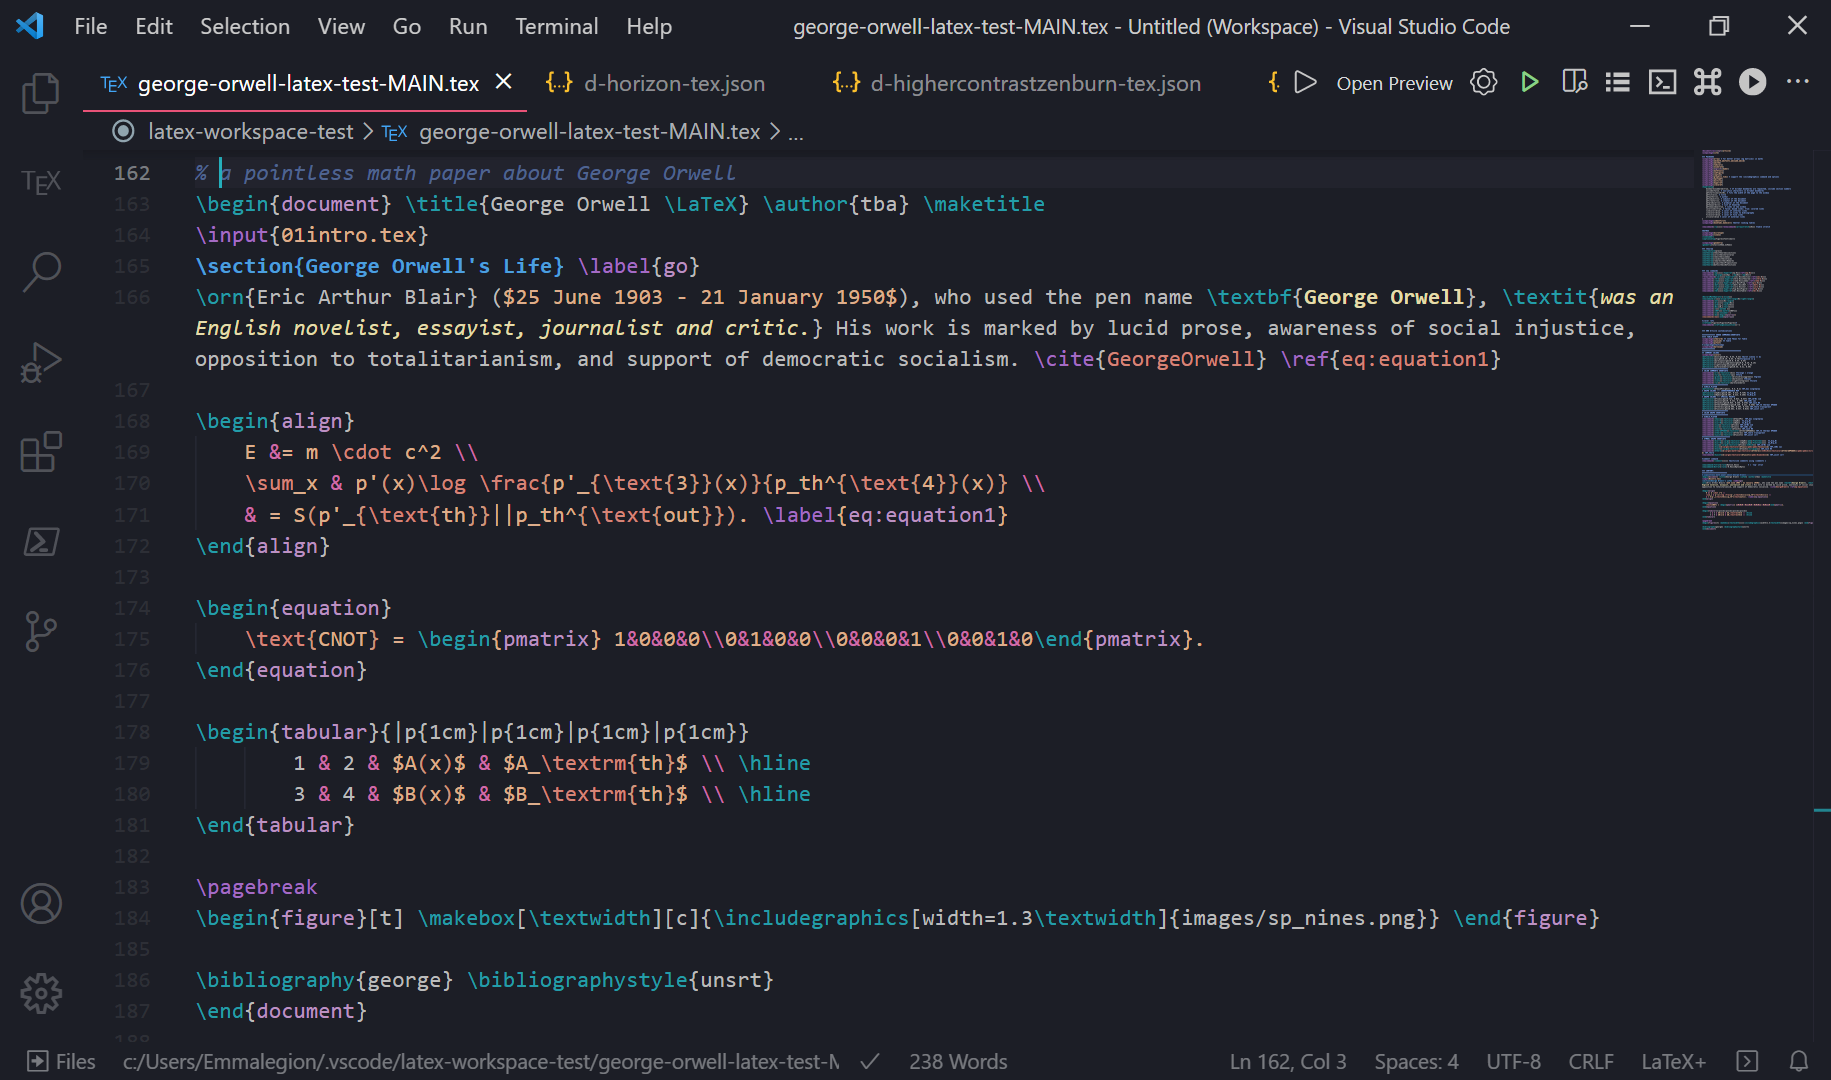 File Edit Selection View Go Run Terminal Help george-orwell-latex-test-MAIN.tex - Untitled (Workspace) - Visual Studio Code
TEX george-orwell-latex-test-MAIN.tex {..} d-horizon-tex.json {..} d-highercontrastzenburn-tex.json Open Preview
latex-workspace-test > TEX george-orwell-latex-test-MAIN.tex > ...
TEX
162 % a pointless math paper about George Orwell
163 \begin{document} \title{George Orwell \LaTeX} \author{tba} \maketitle
164 \input{01intro.tex}
165 \section{George Orwell's Life} \label{go}
166 \orn{Eric Arthur Blair} ($25 June 1903 - 21 January 1950$), who used the pen name \textbf{George Orwell}, \textit{was an
English novelist, essayist, journalist and critic.} His work is marked by lucid prose, awareness of social injustice,
opposition to totalitarianism, and support of democratic socialism. \cite{GeorgeOrwell} \ref{eq:equation1}
167
168 \begin{align}
169 E &= m \cdot c^2 \\
170 \sum_x & p'(x)\log \frac{p'_{\text{3}}(x)}{p_th^{\text{4}}(x)} \\
171 & = S(p'_{\text{th}}||p_th^{\text{out}}). \label{eq:equation1}
172 \end{align}
173
174 \begin{equation}
175 \text{CNOT} = \begin{pmatrix} 1&0&0&0\\0&1&0&0\\0&0&0&1\\0&0&1&0\end{pmatrix}.
176 \end{equation}
177
178 \begin{tabular}{|p{1cm}|p{1cm}|p{1cm}|p{1cm}}
179 1 & 2 & $A(x)$ & $A_\textrm{th}$ \\ \hline
180 3 & 4 & $B(x)$ & $B_\textrm{th}$ \\ \hline
181 \end{tabular}
182
183 \pagebreak
184 \begin{figure}[t] \makebox[\textwidth][c]{\includegraphics[width=1.3\textwidth]{images/sp_nines.png}} \end{figure}
185
186 \bibliography{george} \bibliographystyle{unsrt}
187 \end{document}
188
Files c:/Users/Emmalegion/.vscode/latex-workspace-test/george-orwell-latex-test-M 238 Words Ln 162, Col 3 Spaces: 4 UTF-8 CRLF LaTeX+